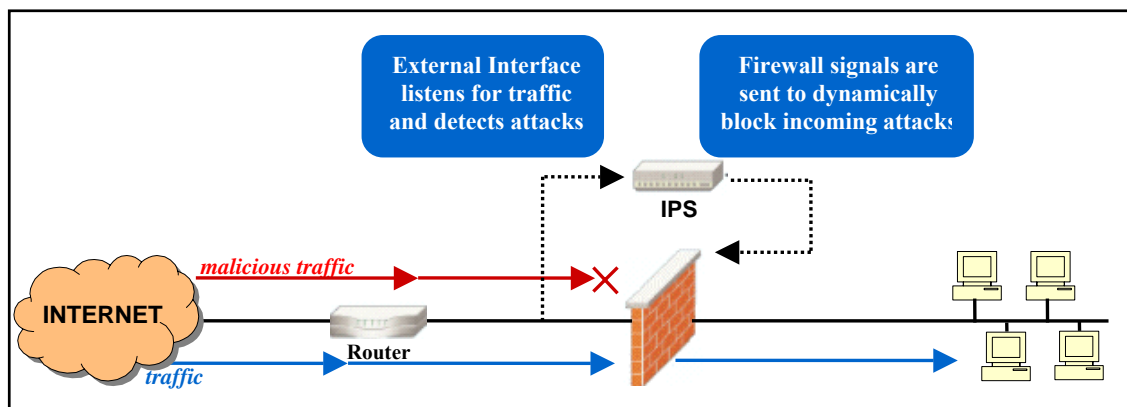 External Interface
listens for traffic
and detects attacks
Firewall signals are
sent to dynamically
block incoming attacks
IPS
malicious traffic
INTERNET
Router
traffic